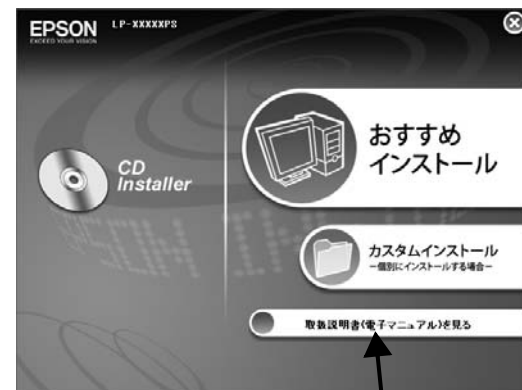 EPSON
EXCEED YOUR VISION
LP-XXXXXPS
おすすめ
インストール
CD
Installer
カスタムインストール
－個別にインストールする場合－
取扱説明書(電子マニュアル)を見る